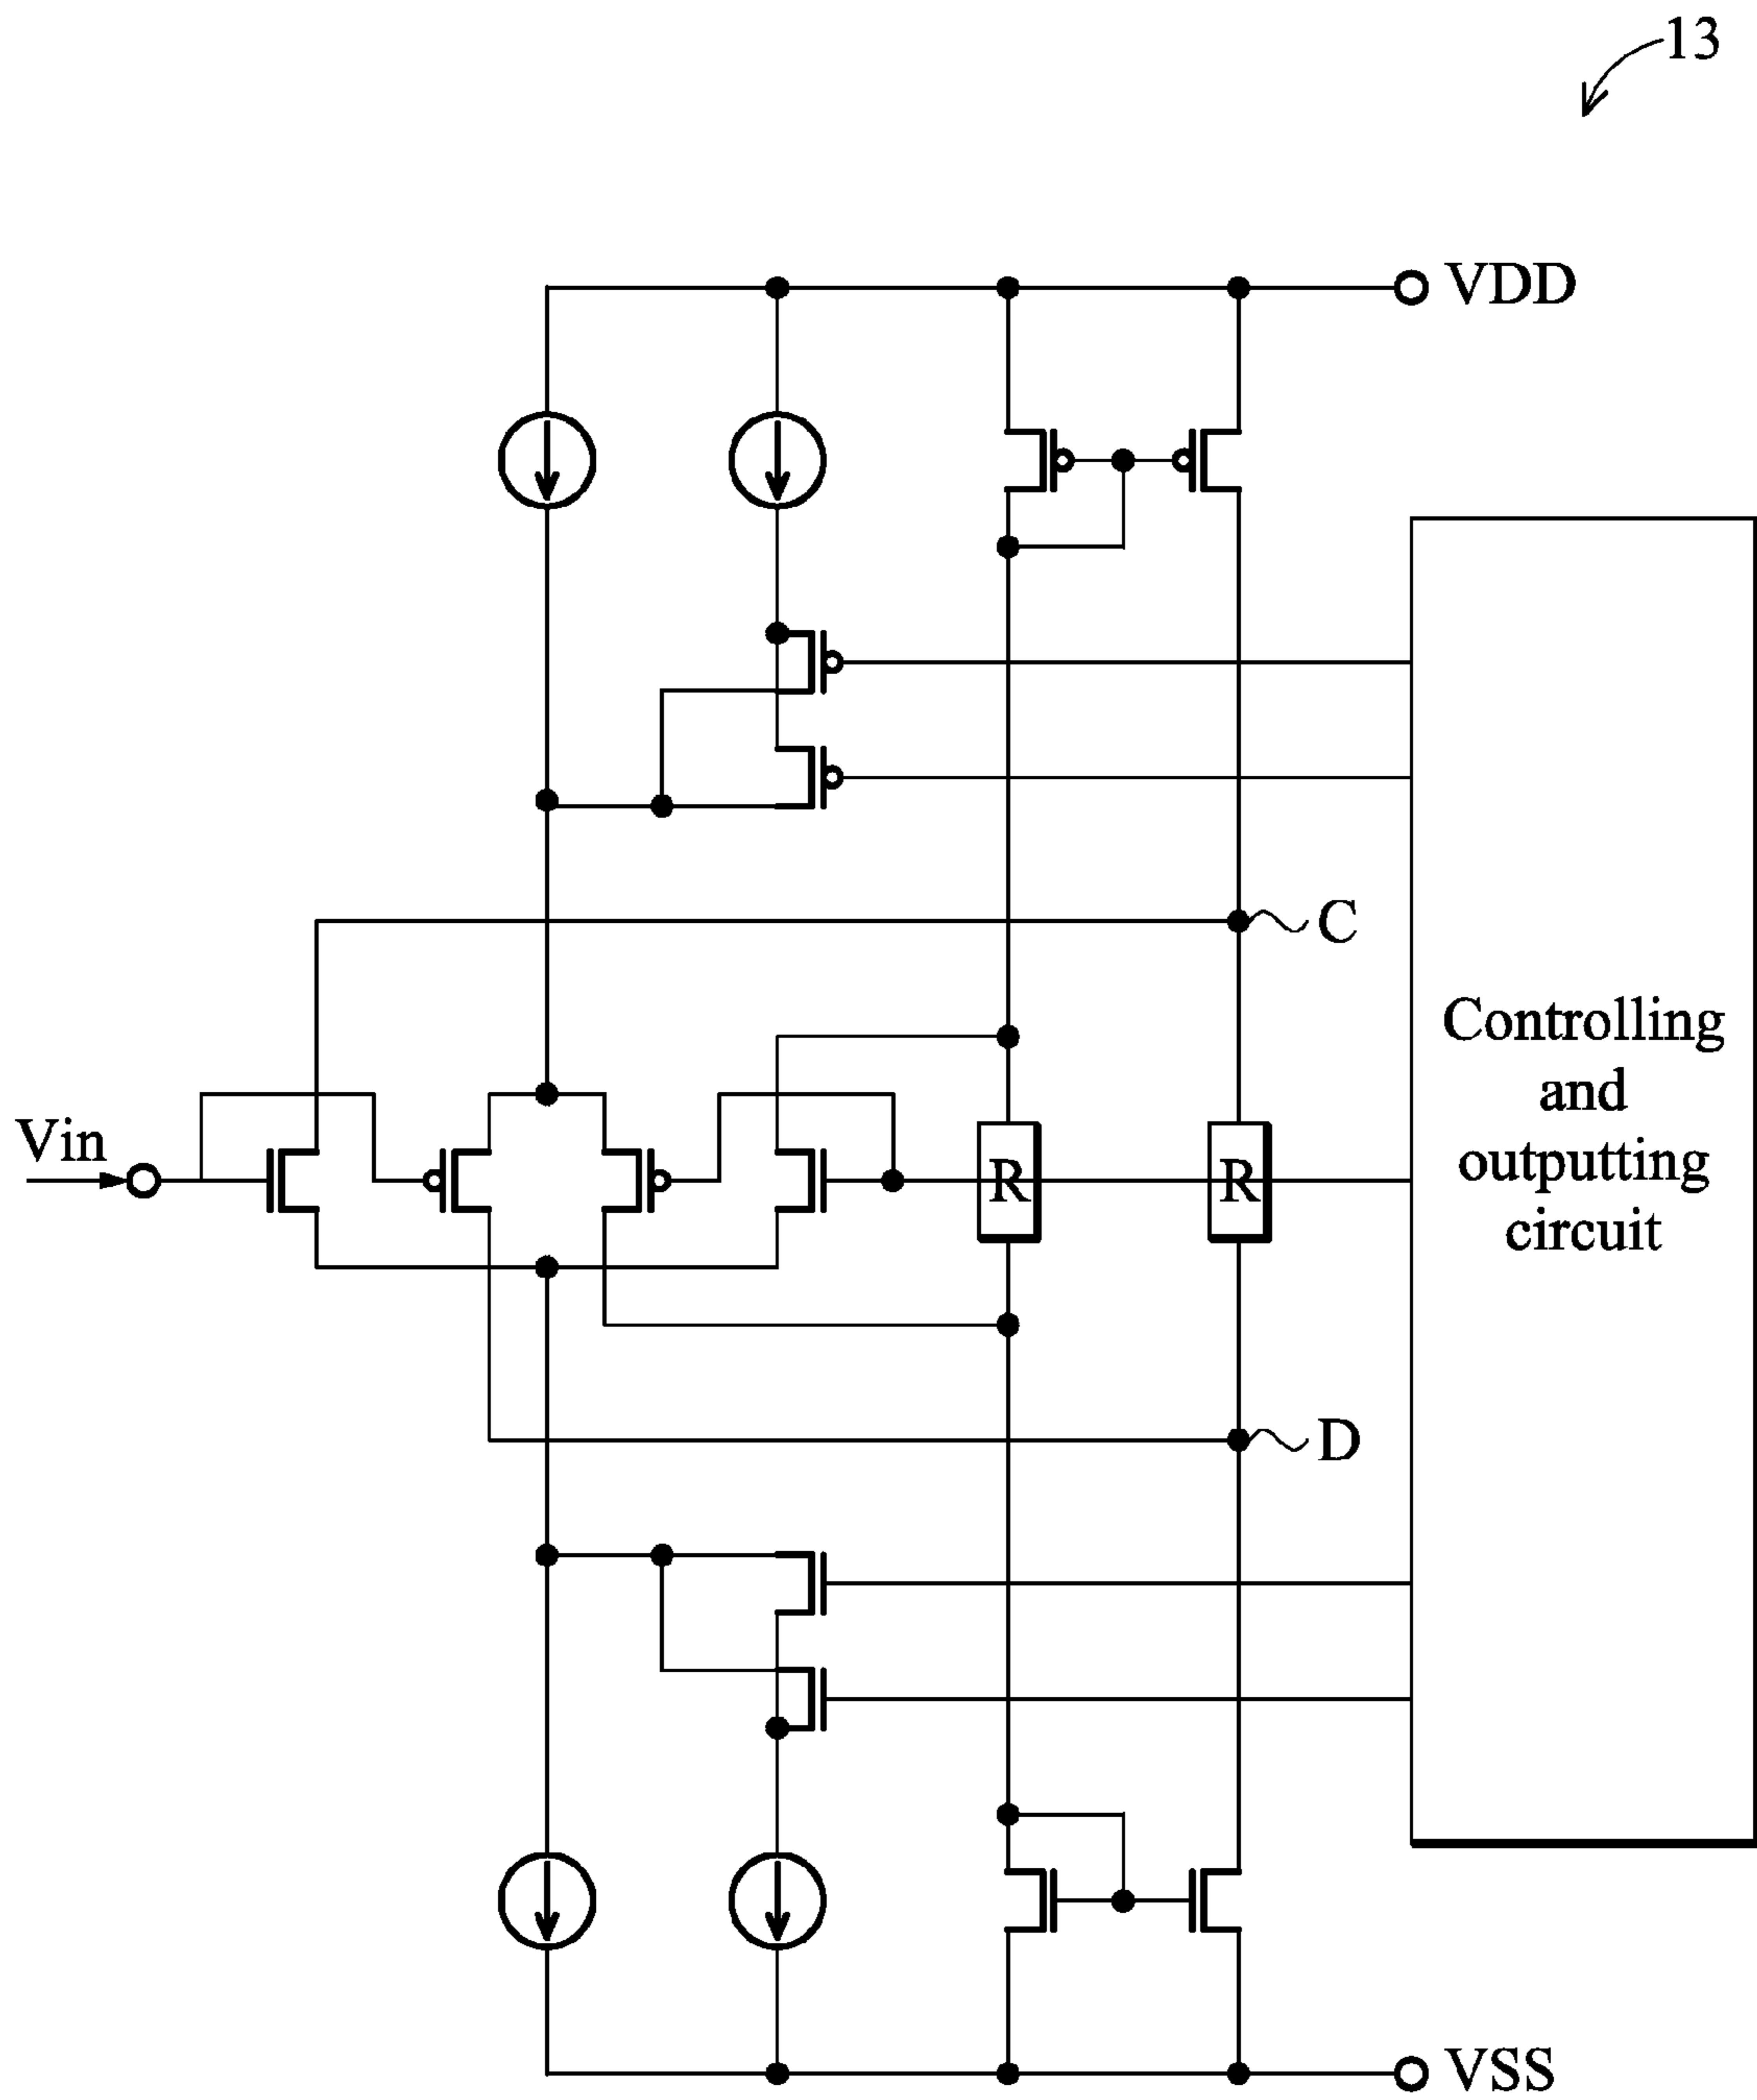 13
VDD
C
Controlling
and
outputting
circuit
Vin
R
R
D
VSS